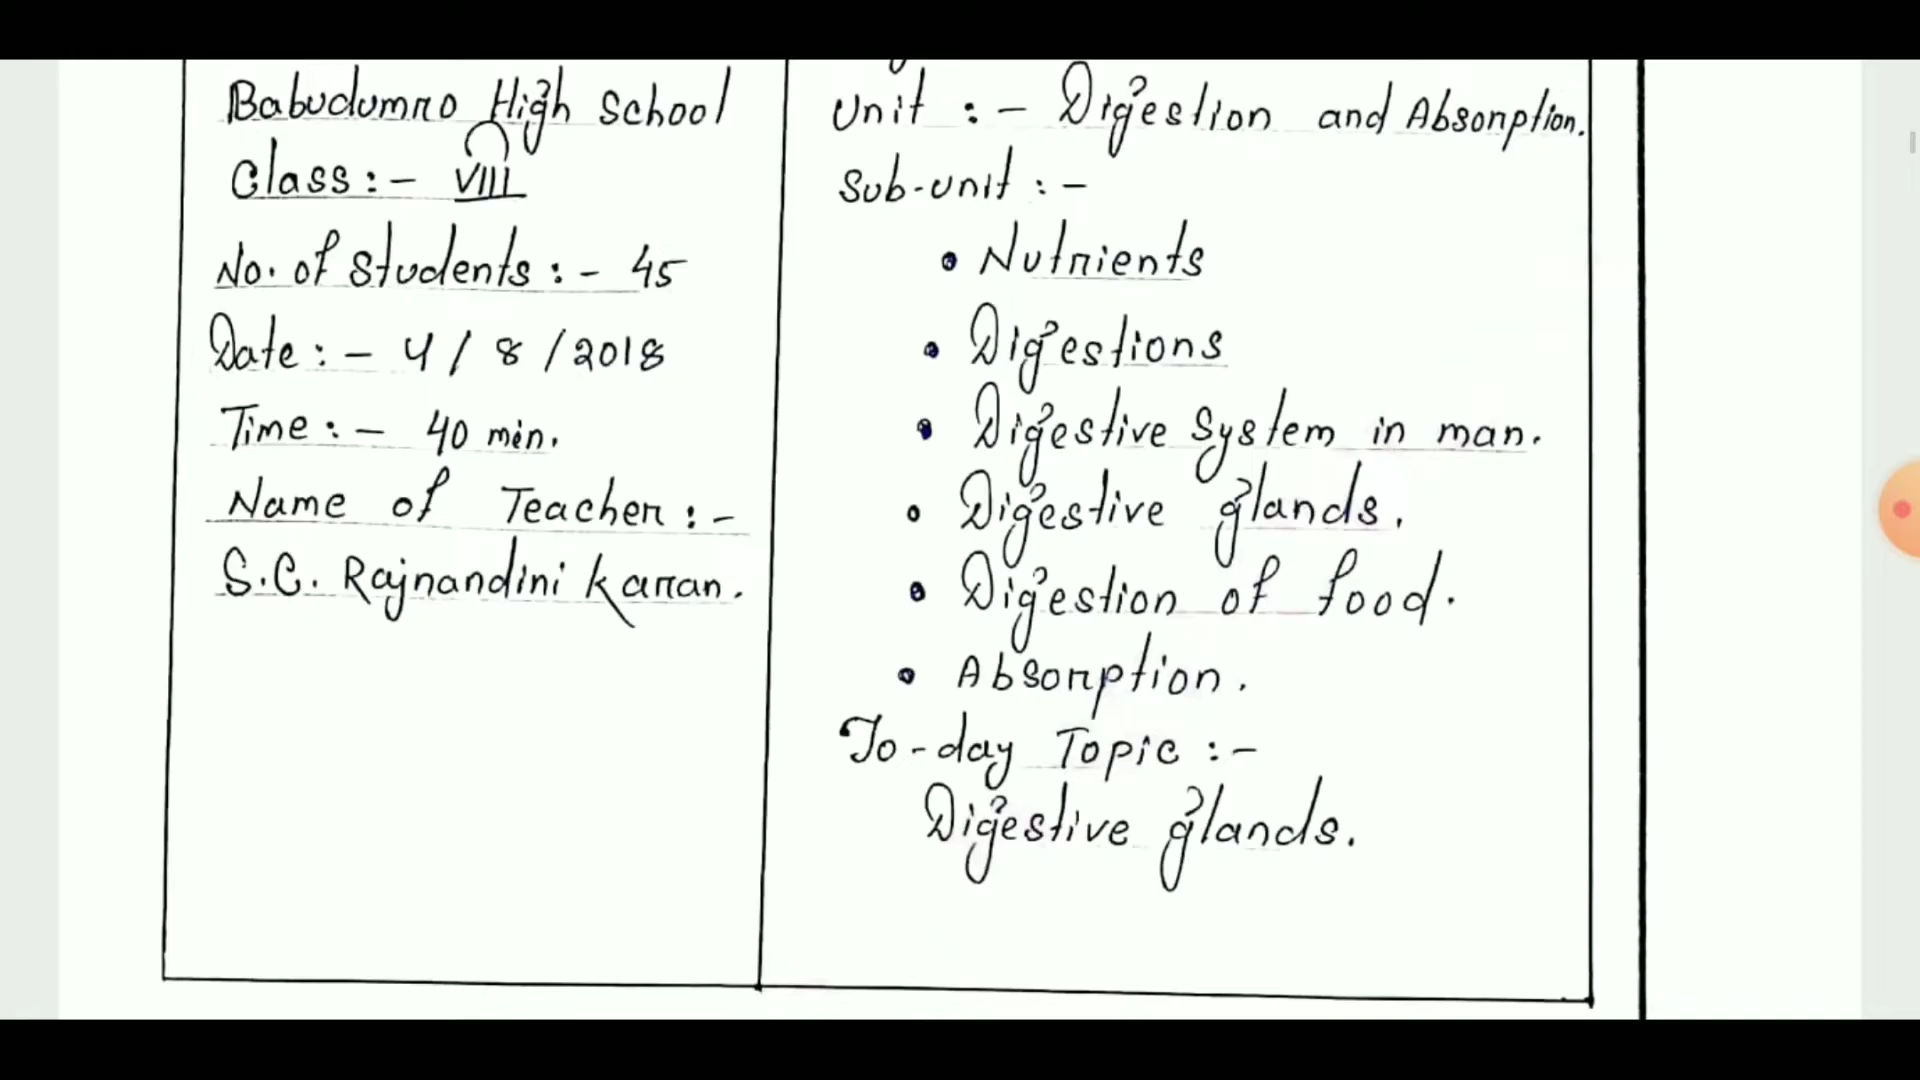 Babudumro High School
Class :- VIII
No. of Students :- 45
Date :- 4 / 8 / 2018
Time :- 40 min.
Name of Teacher :-
S.C. Rajnandini Karan.
Unit :- Digestion and Absorption.
Sub-unit :-
• Nutrients
• Digestions
• Digestive System in man.
• Digestive glands.
• Digestion of food.
• Absorption.
To-day Topic :-
Digestive glands.